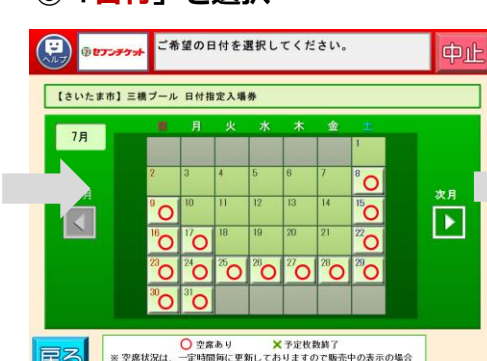 「日付」を選択
ヘルプ
セブンチケット
ご希望の日付を選択してください。
中止
【さいたま市】三橋プール 日付指定入場券
7月
日 月 火 水 木 金 土
1
2 3 4 5 6 7 8
9 10 11 12 13 14 15
16 17 18 19 20 21 22
23 24 25 26 27 28 29
30 31
月
次月
○ 空席あり ×予定枚数終了
戻る
※ 空席状況は、一定時間毎に更新しておりますので販売中の表示の場合